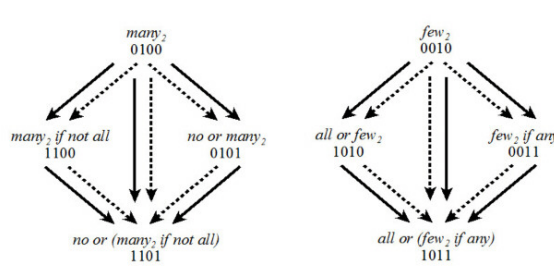 many₂
0100
few₂
0010
many₂ if not all
1100
no or many₂
0101
all or few₂
1010
few₂ if any
0011
no or (many₂ if not all)
1101
all or (few₂ if any)
1011